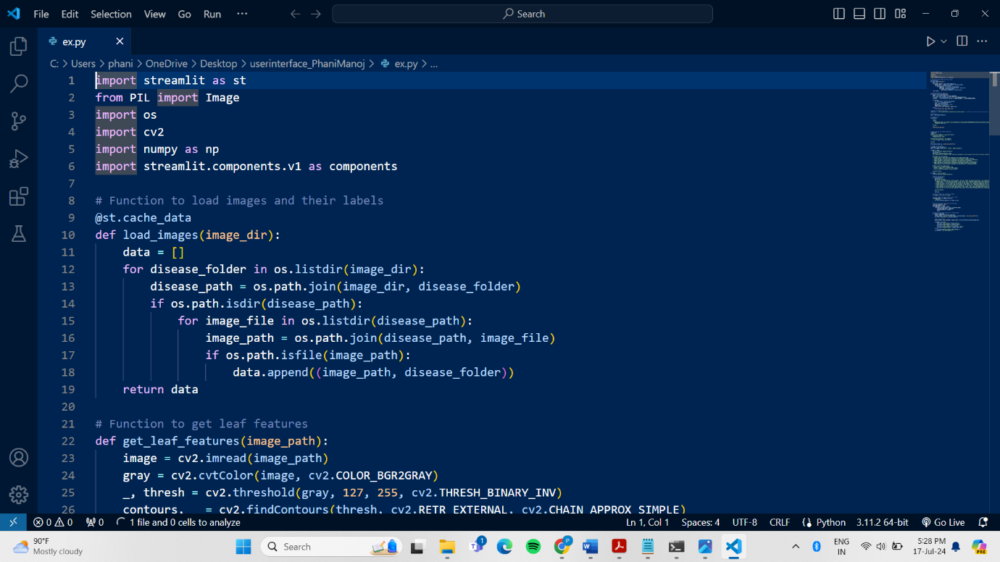 File Edit Selection View Go Run ··· Search
ex.py
C: > Users > phani > OneDrive > Desktop > userinterface_PhaniManoj > ex.py > ...
1 import streamlit as st
2 from PIL import Image
3 import os
4 import cv2
5 import numpy as np
6 import streamlit.components.v1 as components
7
8 # Function to load images and their labels
9 @st.cache_data
10 def load_images(image_dir):
11 data = []
12 for disease_folder in os.listdir(image_dir):
13 disease_path = os.path.join(image_dir, disease_folder)
14 if os.path.isdir(disease_path):
15 for image_file in os.listdir(disease_path):
16 image_path = os.path.join(disease_path, image_file)
17 if os.path.isfile(image_path):
18 data.append((image_path, disease_folder))
19 return data
20
21 # Function to get leaf features
22 def get_leaf_features(image_path):
23 image = cv2.imread(image_path)
24 gray = cv2.cvtColor(image, cv2.COLOR_BGR2GRAY)
25 _, thresh = cv2.threshold(gray, 127, 255, cv2.THRESH_BINARY_INV)
26 contours, _ = cv2.findContours(thresh, cv2.RETR_EXTERNAL, cv2.CHAIN_APPROX_SIMPLE)
0 0 0 1 file and 0 cells to analyze Ln 1, Col 1 Spaces: 4 UTF-8 CRLF Python 3.11.2 64-bit Go Live
90°F
Mostly cloudy
Search
1
P
ENG
IN
5:28 PM
17-Jul-24
PRE